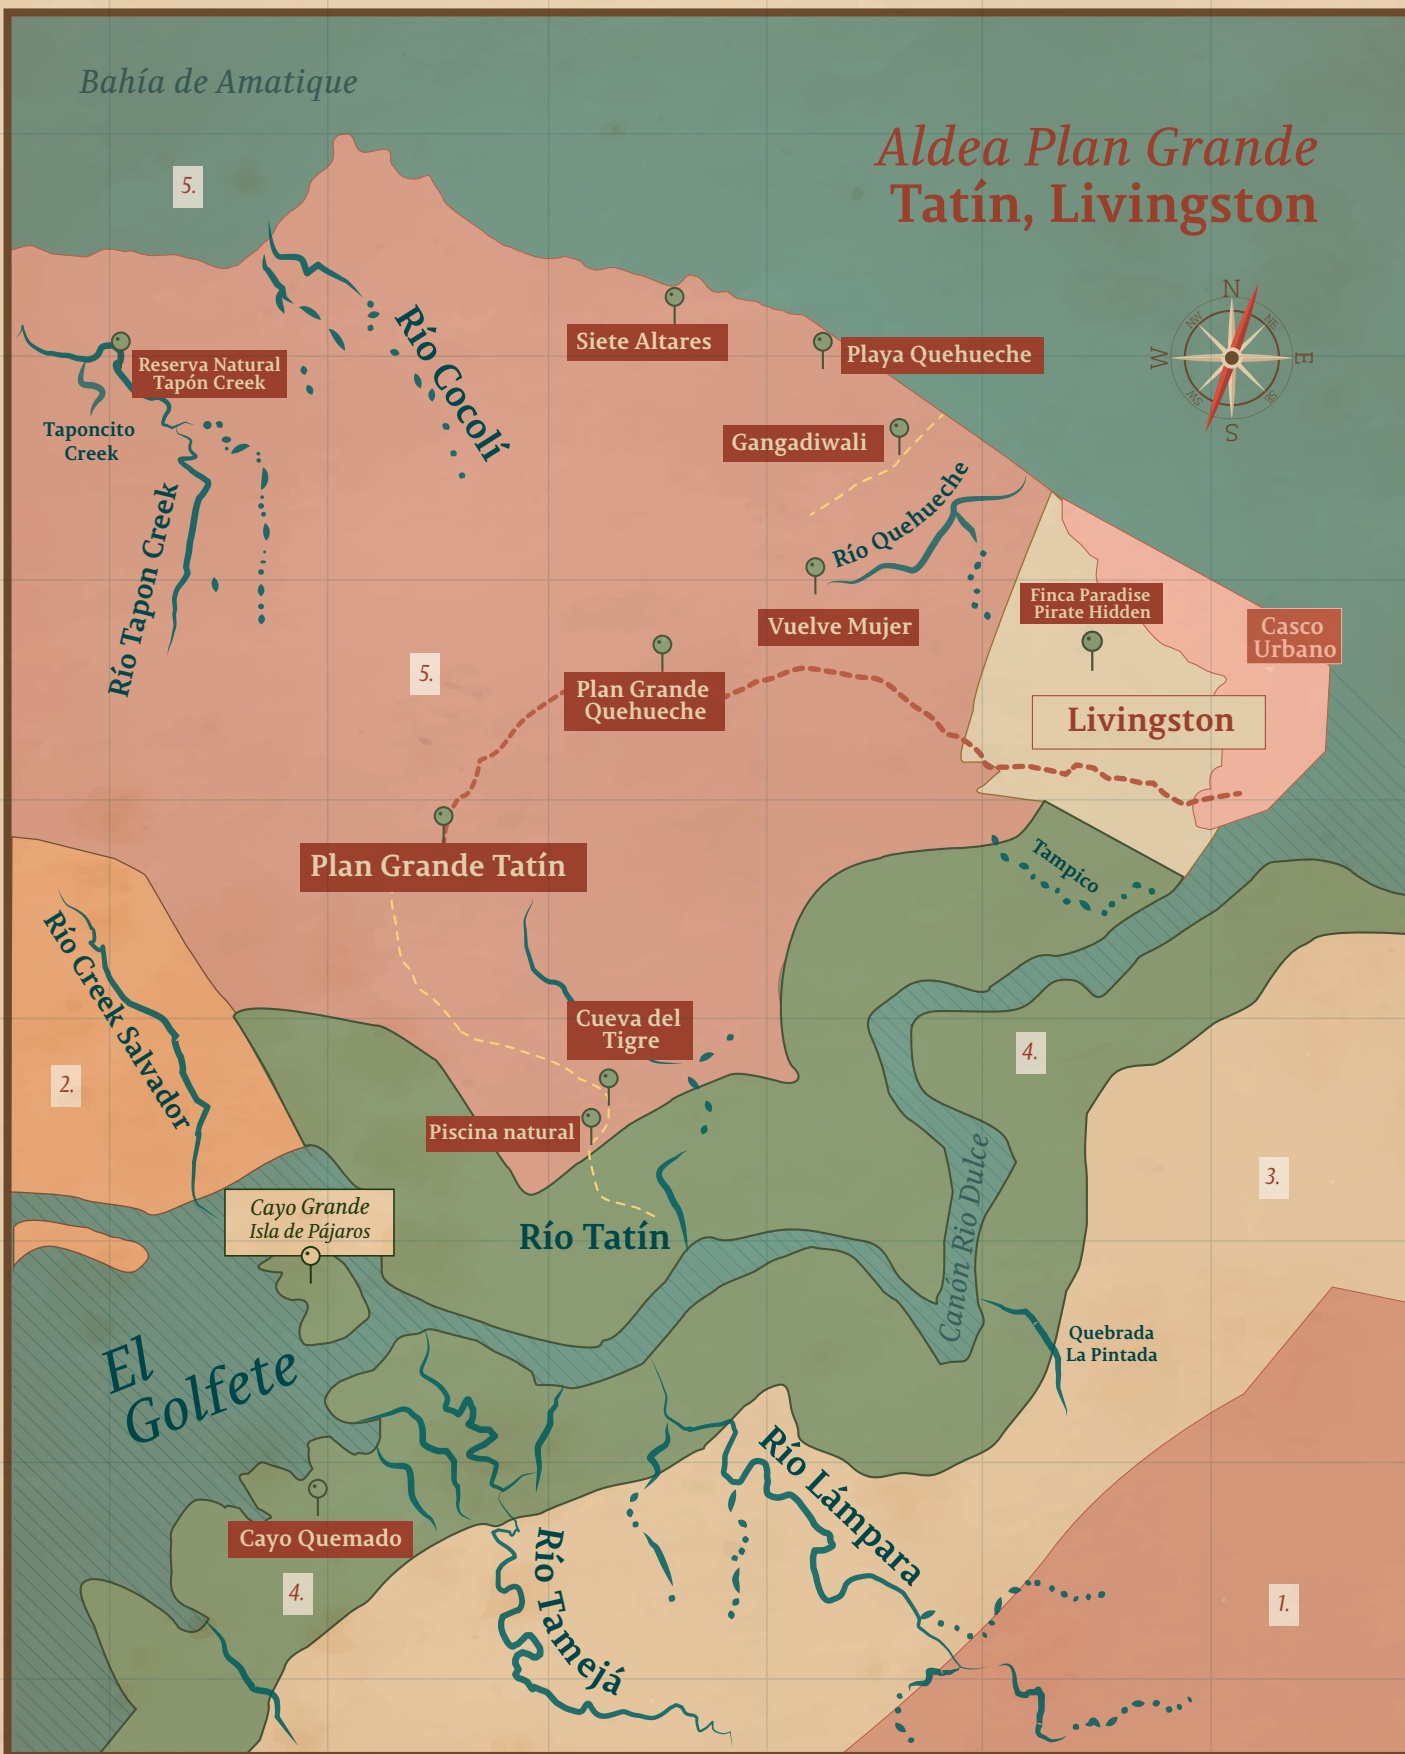 Bahía de Amatique
Aldea Plan Grande
Tatín, Livingston
5.
N
NW
NE
W
E
SW
SE
S
Río Cocolí
Siete Altares
Playa Quehueche
Reserva Natural
Tapón Creek
Taponcito
Creek
Gangadiwali
Río Quehueche
Río Tapon Creek
Vuelve Mujer
Finca Paradise
Pirate Hidden
Casco
Urbano
5.
Plan Grande
Quehueche
Livingston
Plan Grande Tatín
Tampico
Río Creek Salvador
Cueva del
Tigre
4.
2.
Piscina natural
3.
Cañón Rio Dulce
Cayo Grande
Isla de Pájaros
Río Tatín
Quebrada
La Pintada
El
Golfete
Río Lámpara
Cayo Quemado
Río Tamejá
4.
1.